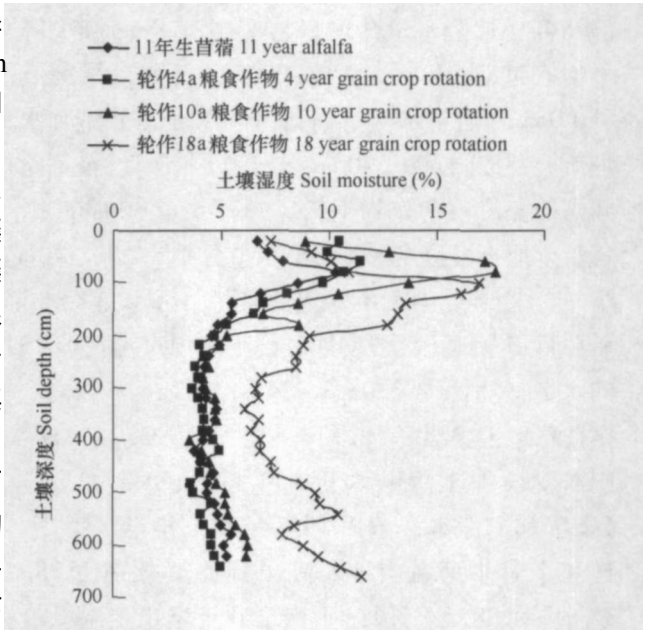 11年生苜蓿 11 year alfalfa
轮作4a粮食作物 4 year grain crop rotation
轮作10a粮食作物 10 year grain crop rotation
轮作18a粮食作物 18 year grain crop rotation
土壤湿度 Soil moisture (%)
0 5 10 15 20
0
100
200
300
400
500
600
700
土壤深度 Soil depth (cm)